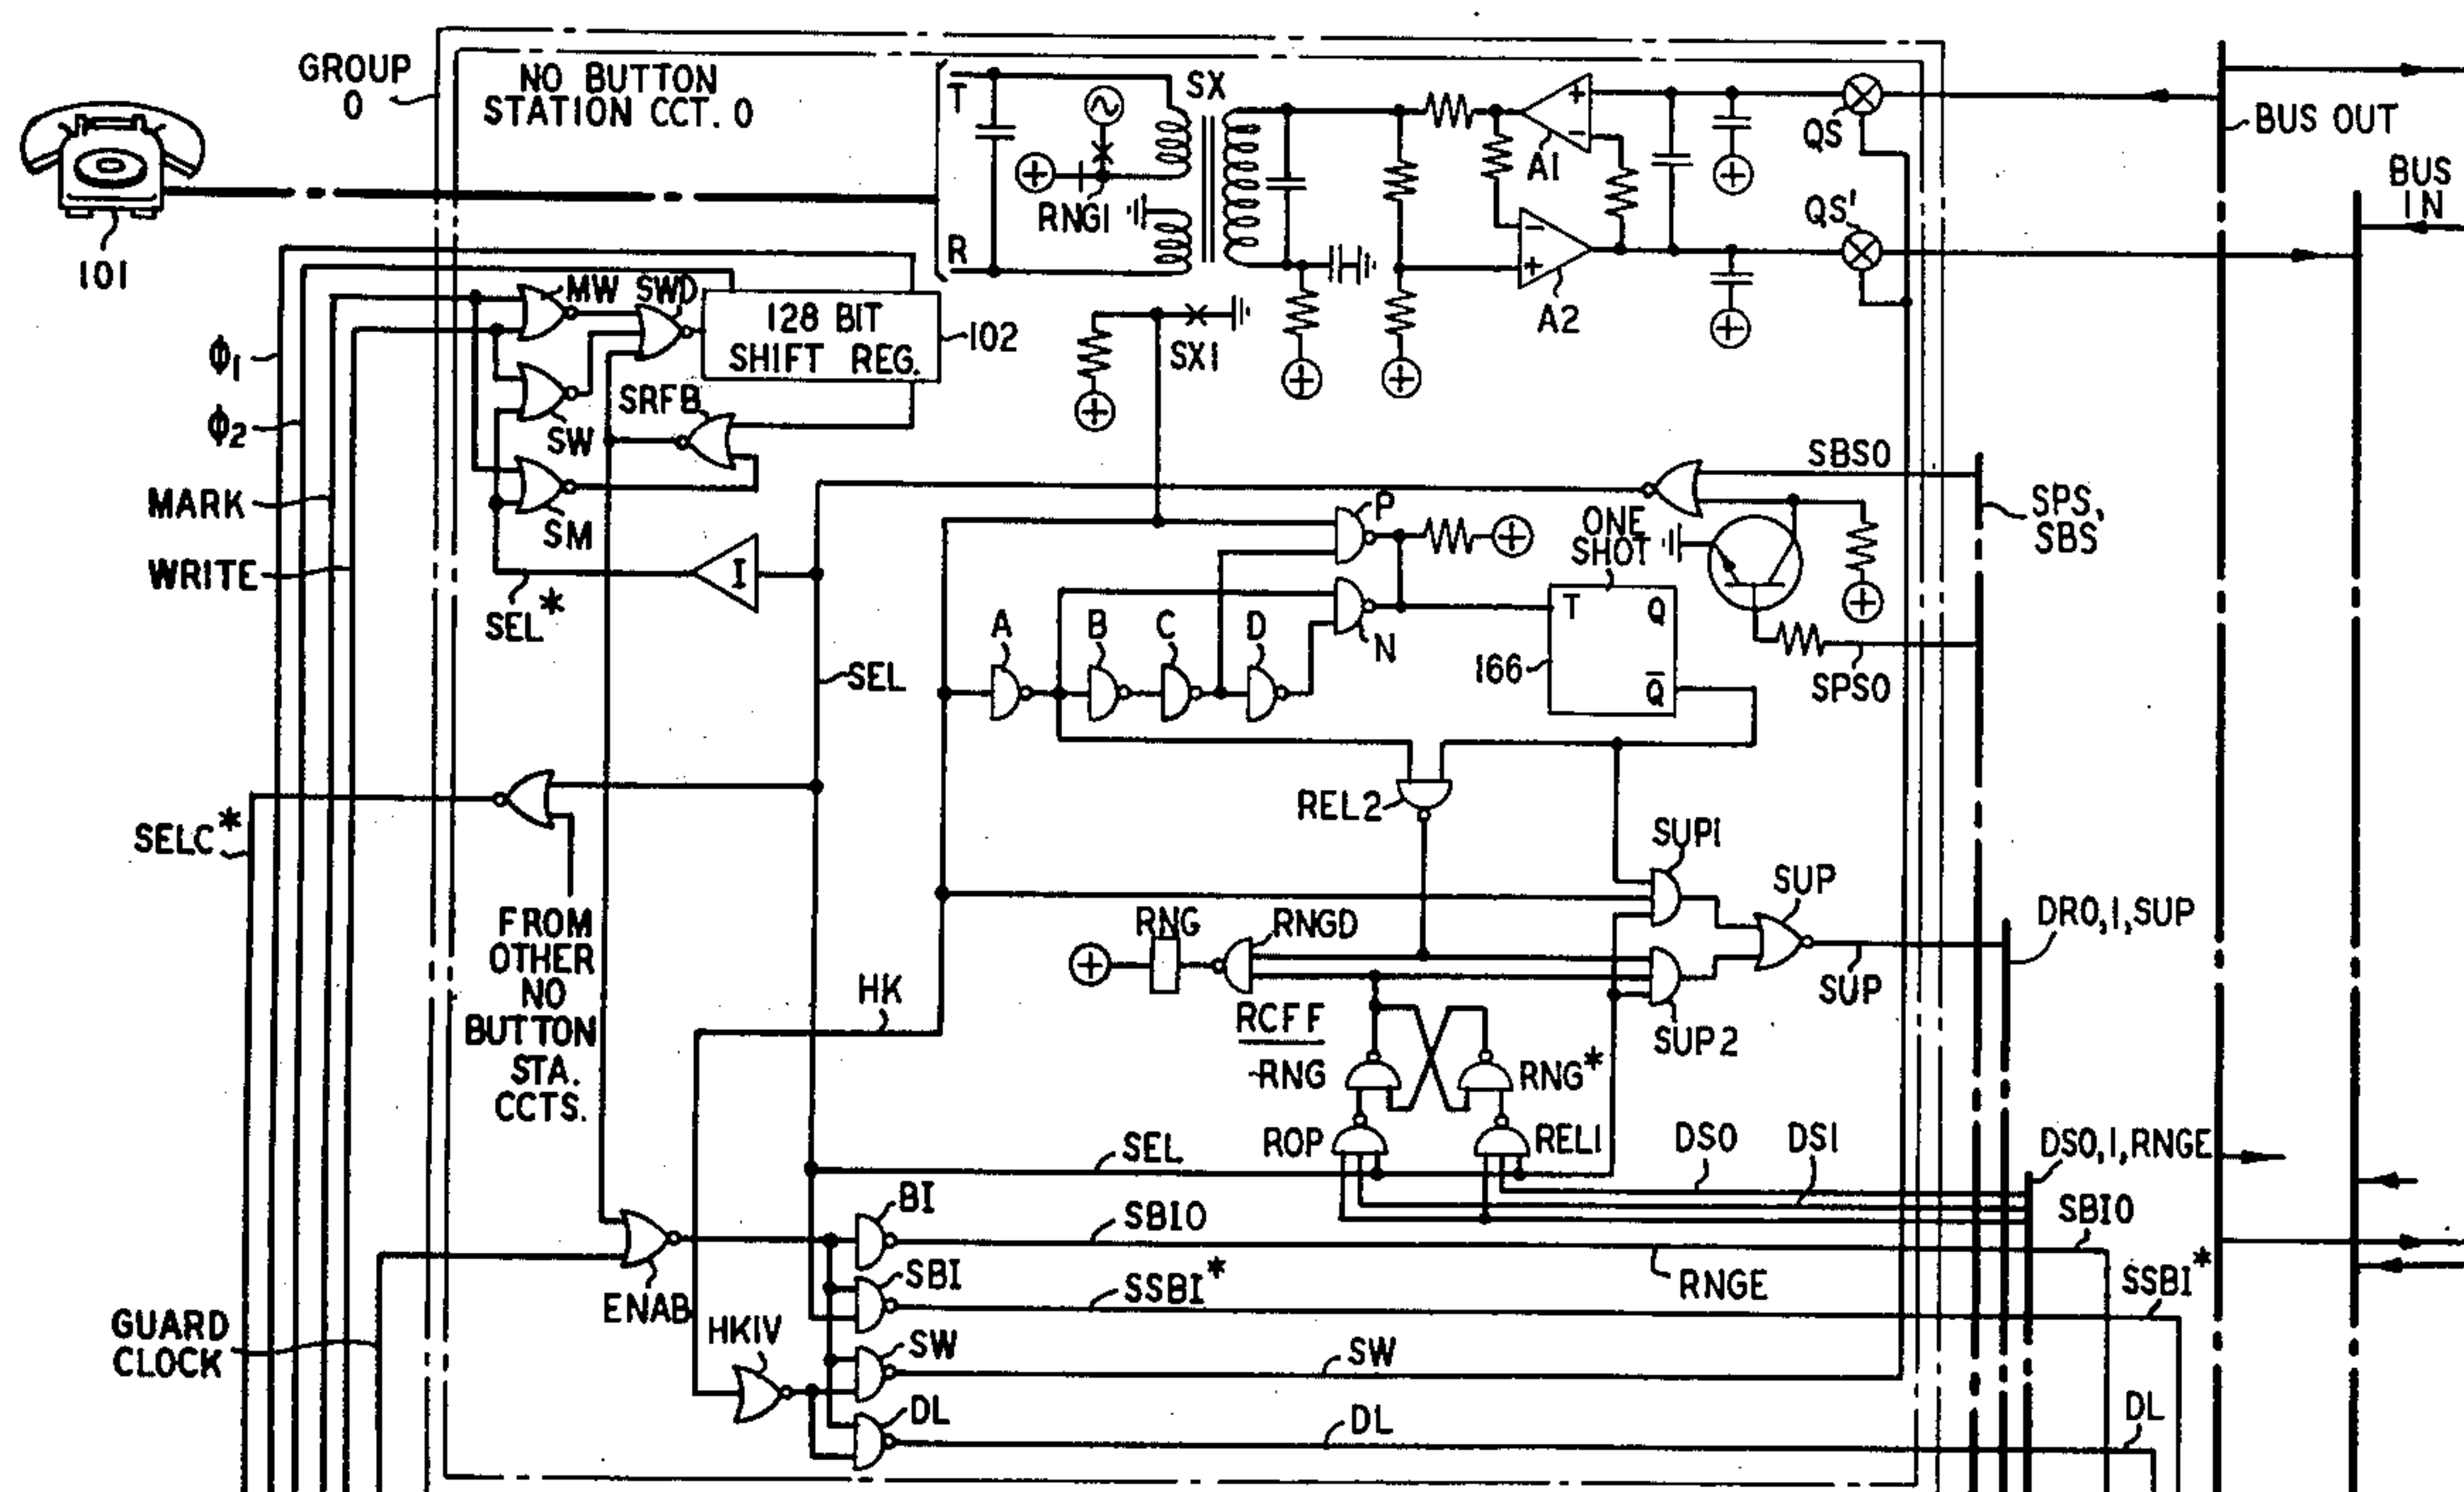 GROUP
0
NO BUTTON
STATION CCT. 0
T
SX
RNG1
R
A1
A2
QS
QS'
BUS OUT
BUS
IN
101
MW
SWD
128 BIT
SHIFT REG.
102
SX1
Φ1
Φ2
SRFB
SW
SM
MARK
WRITE
SEL*
I
SEL
SBS0
SPS,
SBS
P
ONE
SHOT
N
T
Q
Q̅
166
SPS0
A
B
C
D
REL2
SELC*
FROM
OTHER
NO
BUTTON
STA.
CCTS.
SUP1
SUP
SUP
SUP2
DR0,1,SUP
RNG
RNGD
HK
RCFF
RNG
RNG*
ROP
REL1
DS0
DS1
DS0,1,RNGE
SEL
BI
SBI0
SBI0
RNGE
SBI
SSBI*
SSBI*
ENAB
HKIV
SW
SW
DL
DL
DL
GUARD
CLOCK